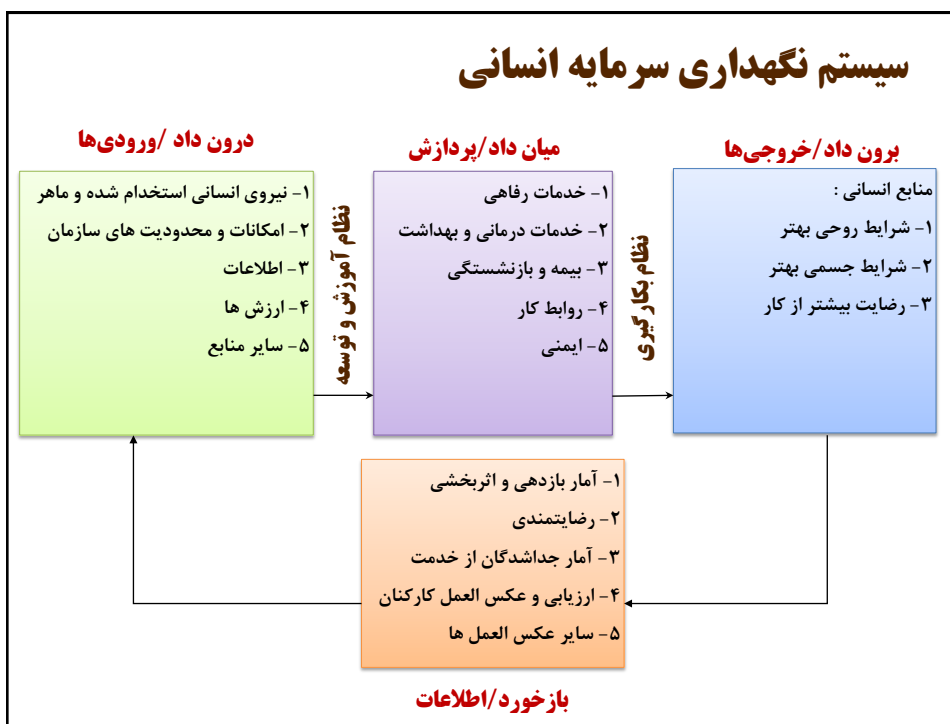 سیستم نگهداری سرمایه انسانی
درون داد /ورودی‌ها
۱- نیروی انسانی استخدام شده و ماهر
۲- امکانات و محدودیت های سازمان
۳- اطلاعات
۴- ارزش ها
۵- سایر منابع
نظام آموزش و توسعه
میان داد/پردازش
۱- خدمات رفاهی
۲- خدمات درمانی و بهداشت
۳- بیمه و بازنشستگی
۴- روابط کار
۵- ایمنی
نظام بکارگیری
برون داد/خروجی‌ها
منابع انسانی :
۱- شرایط روحی بهتر
۲- شرایط جسمی بهتر
۳- رضایت بیشتر از کار
۱- آمار بازدهی و اثربخشی
۲- رضایتمندی
۳- آمار جداشدگان از خدمت
۴- ارزیابی و عکس العمل کارکنان
۵- سایر عکس العمل ها
بازخورد/اطلاعات